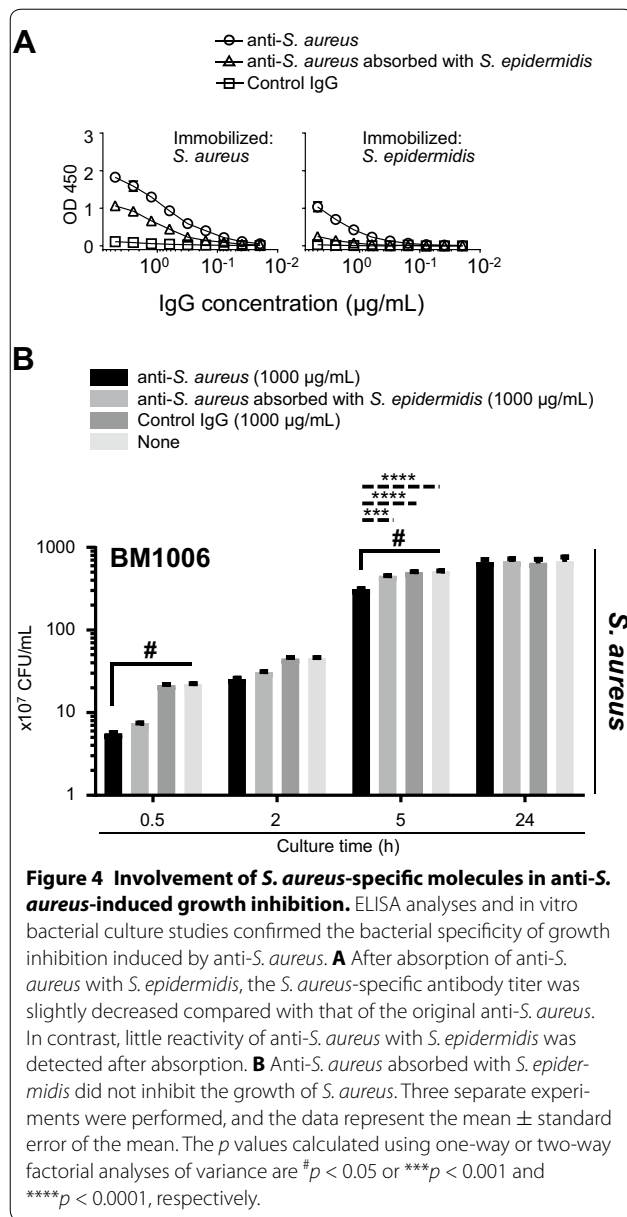 A
anti-S. aureus
anti-S. aureus absorbed with S. epidermidis
Control IgG
3
2
1
0
OD 450
Immobilized:
S. aureus
Immobilized:
S. epidermidis
10⁰ 10⁻¹ 10⁻² 10⁰ 10⁻¹ 10⁻²
IgG concentration (µg/mL)
B
anti-S. aureus (1000 µg/mL)
anti-S. aureus absorbed with S. epidermidis (1000 µg/mL)
Control IgG (1000 µg/mL)
None
****
****
***
#
#
BM1006
1000
100
10
1
x10⁷ CFU/mL
0.5 2 5 24
Culture time (h)
S. aureus
Figure 4 Involvement of S. aureus-specific molecules in anti-S.
aureus-induced growth inhibition. ELISA analyses and in vitro
bacterial culture studies confirmed the bacterial specificity of growth
inhibition induced by anti-S. aureus. A After absorption of anti-S.
aureus with S. epidermidis, the S. aureus-specific antibody titer was
slightly decreased compared with that of the original anti-S. aureus.
In contrast, little reactivity of anti-S. aureus with S. epidermidis was
detected after absorption. B Anti-S. aureus absorbed with S. epider-
midis did not inhibit the growth of S. aureus. Three separate experi-
ments were performed, and the data represent the mean ± standard
error of the mean. The p values calculated using one-way or two-way
factorial analyses of variance are #p < 0.05 or ***p < 0.001 and
****p < 0.0001, respectively.